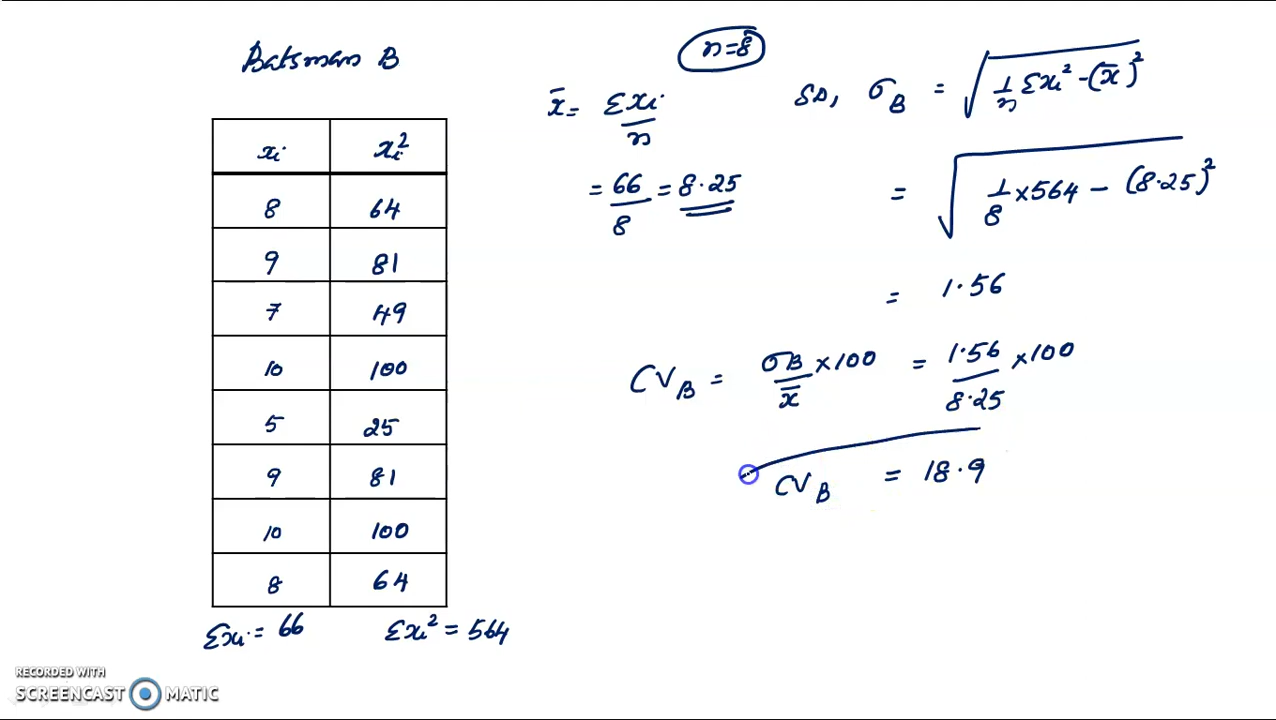 Batsman B
n=8
xi xi²
8 64
9 81
7 49
10 100
5 25
9 81
10 100
8 64
Σxi = 66 Σxi² = 564
x̄ = Σxi/n
= 66/8 = 8.25
SD, σB = √(1/n Σxi² - (x̄)²)
= √(1/8 × 564 - (8.25)²)
= 1.56
CVB = σB/x̄ × 100 = 1.56/8.25 × 100
CVB = 18.9
RECORDED WITH
SCREENCAST MATIC